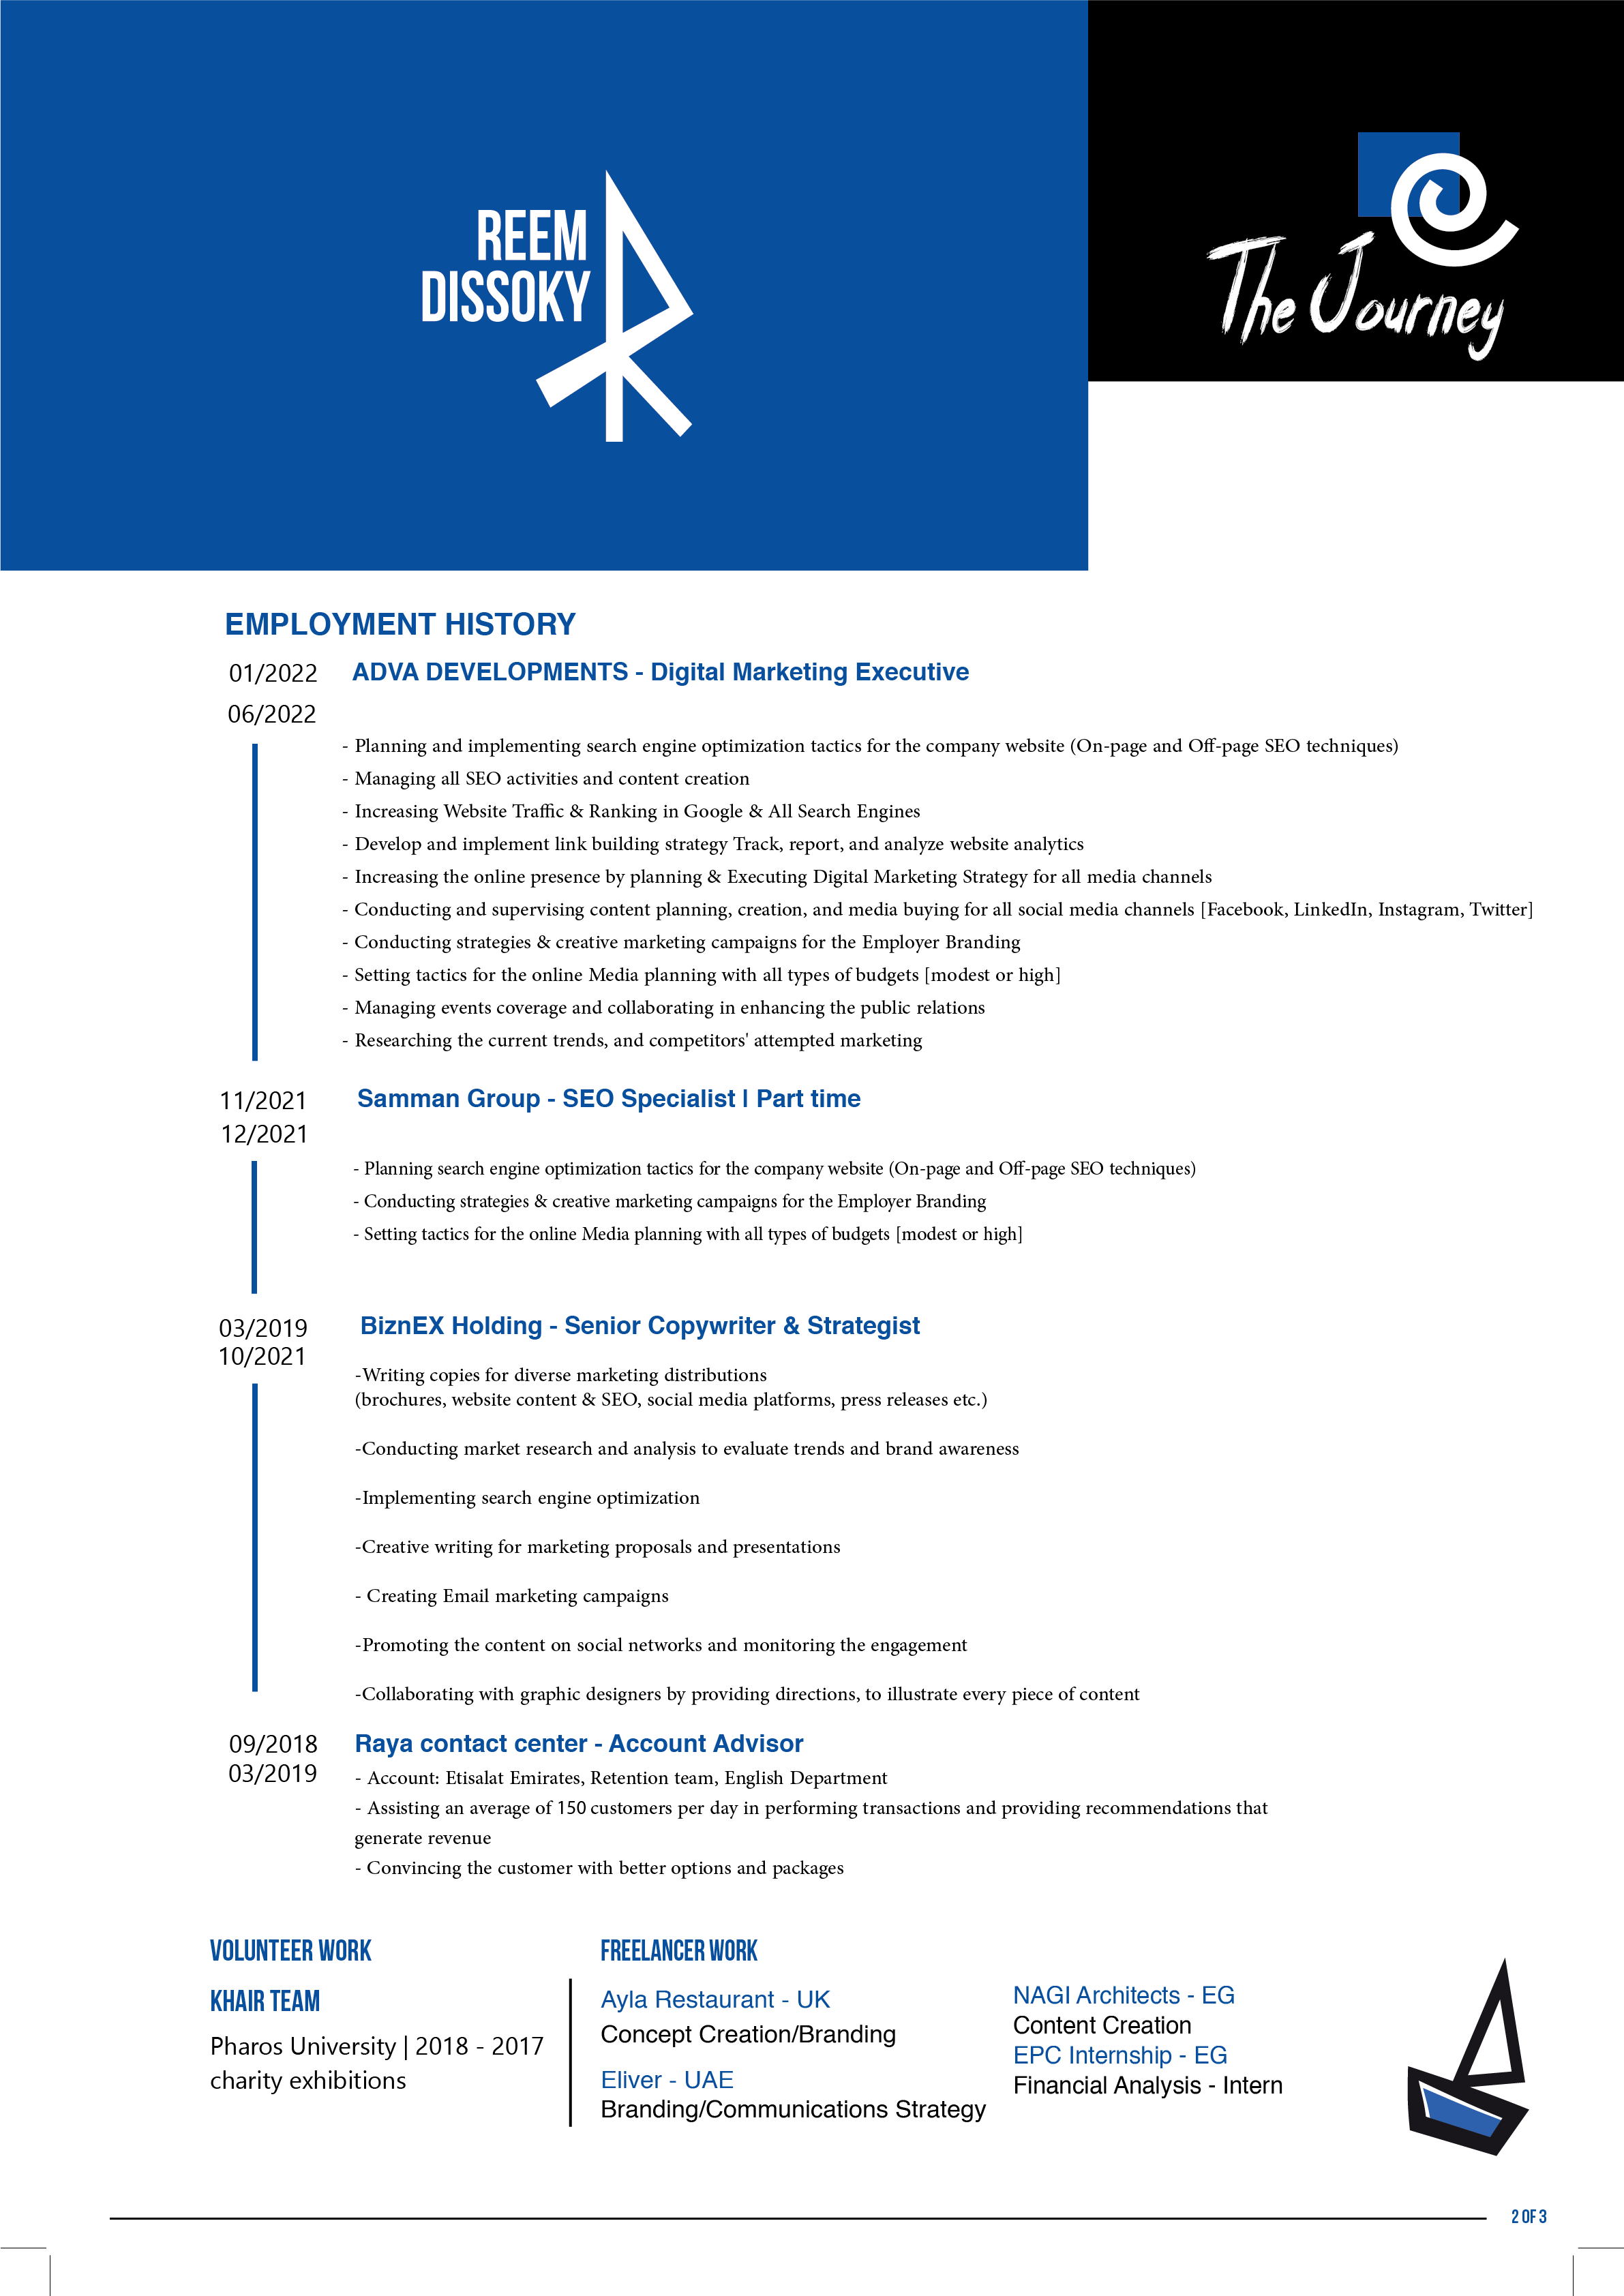 REEM
DISSOKY
The Journey
EMPLOYMENT HISTORY
01/2022
06/2022
ADVA DEVELOPMENTS - Digital Marketing Executive
- Planning and implementing search engine optimization tactics for the company website (On-page and Off-page SEO techniques)
- Managing all SEO activities and content creation
- Increasing Website Traffic & Ranking in Google & All Search Engines
- Develop and implement link building strategy Track, report, and analyze website analytics
- Increasing the online presence by planning & Executing Digital Marketing Strategy for all media channels
- Conducting and supervising content planning, creation, and media buying for all social media channels [Facebook, LinkedIn, Instagram, Twitter]
- Conducting strategies & creative marketing campaigns for the Employer Branding
- Setting tactics for the online Media planning with all types of budgets [modest or high]
- Managing events coverage and collaborating in enhancing the public relations
- Researching the current trends, and competitors' attempted marketing
11/2021
12/2021
Samman Group - SEO Specialist | Part time
- Planning search engine optimization tactics for the company website (On-page and Off-page SEO techniques)
- Conducting strategies & creative marketing campaigns for the Employer Branding
- Setting tactics for the online Media planning with all types of budgets [modest or high]
03/2019
10/2021
BiznEX Holding - Senior Copywriter & Strategist
-Writing copies for diverse marketing distributions
(brochures, website content & SEO, social media platforms, press releases etc.)
-Conducting market research and analysis to evaluate trends and brand awareness
-Implementing search engine optimization
-Creative writing for marketing proposals and presentations
- Creating Email marketing campaigns
-Promoting the content on social networks and monitoring the engagement
-Collaborating with graphic designers by providing directions, to illustrate every piece of content
09/2018
03/2019
Raya contact center - Account Advisor
- Account: Etisalat Emirates, Retention team, English Department
- Assisting an average of 150 customers per day in performing transactions and providing recommendations that
generate revenue
- Convincing the customer with better options and packages
VOLUNTEER WORK
KHAIR TEAM
Pharos University | 2018 - 2017
charity exhibitions
FREELANCER WORK
Ayla Restaurant - UK
Concept Creation/Branding
Eliver - UAE
Branding/Communications Strategy
NAGI Architects - EG
Content Creation
EPC Internship - EG
Financial Analysis - Intern
2 OF 3